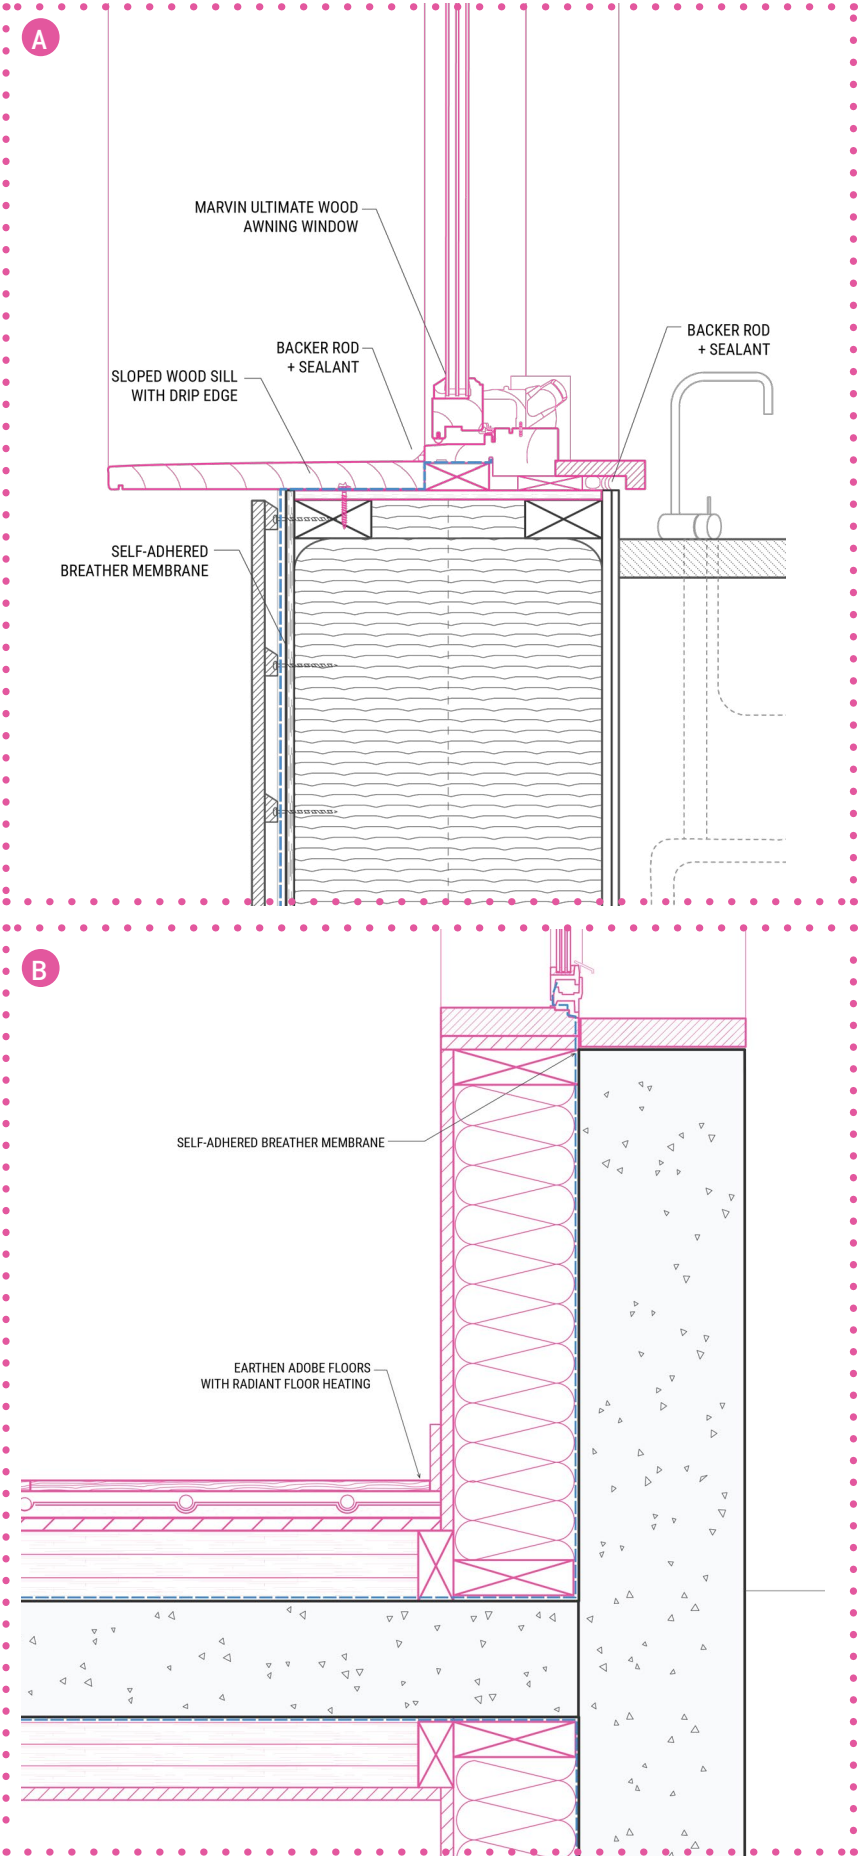 A
MARVIN ULTIMATE WOOD
AWNING WINDOW
BACKER ROD
+ SEALANT
BACKER ROD
+ SEALANT
SLOPED WOOD SILL
WITH DRIP EDGE
SELF-ADHERED
BREATHER MEMBRANE
B
SELF-ADHERED BREATHER MEMBRANE
EARTHEN ADOBE FLOORS
WITH RADIANT FLOOR HEATING